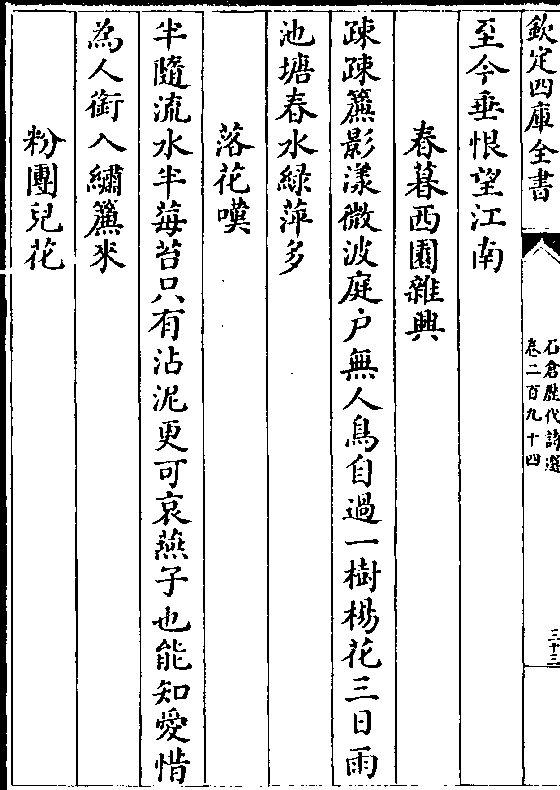 欽定四庫全書
石倉歷代詩選
卷二百九十四
三十三
至今垂恨望江南
春暮西園雜興
疎疎簾影漾微波庭户無人鳥自過一樹楊花三日雨
池塘春水綠萍多
落花嘆
半隨流水半莓苔只有沾泥更可哀燕子也能知愛惜
為人銜入繡簾來
粉團兒花